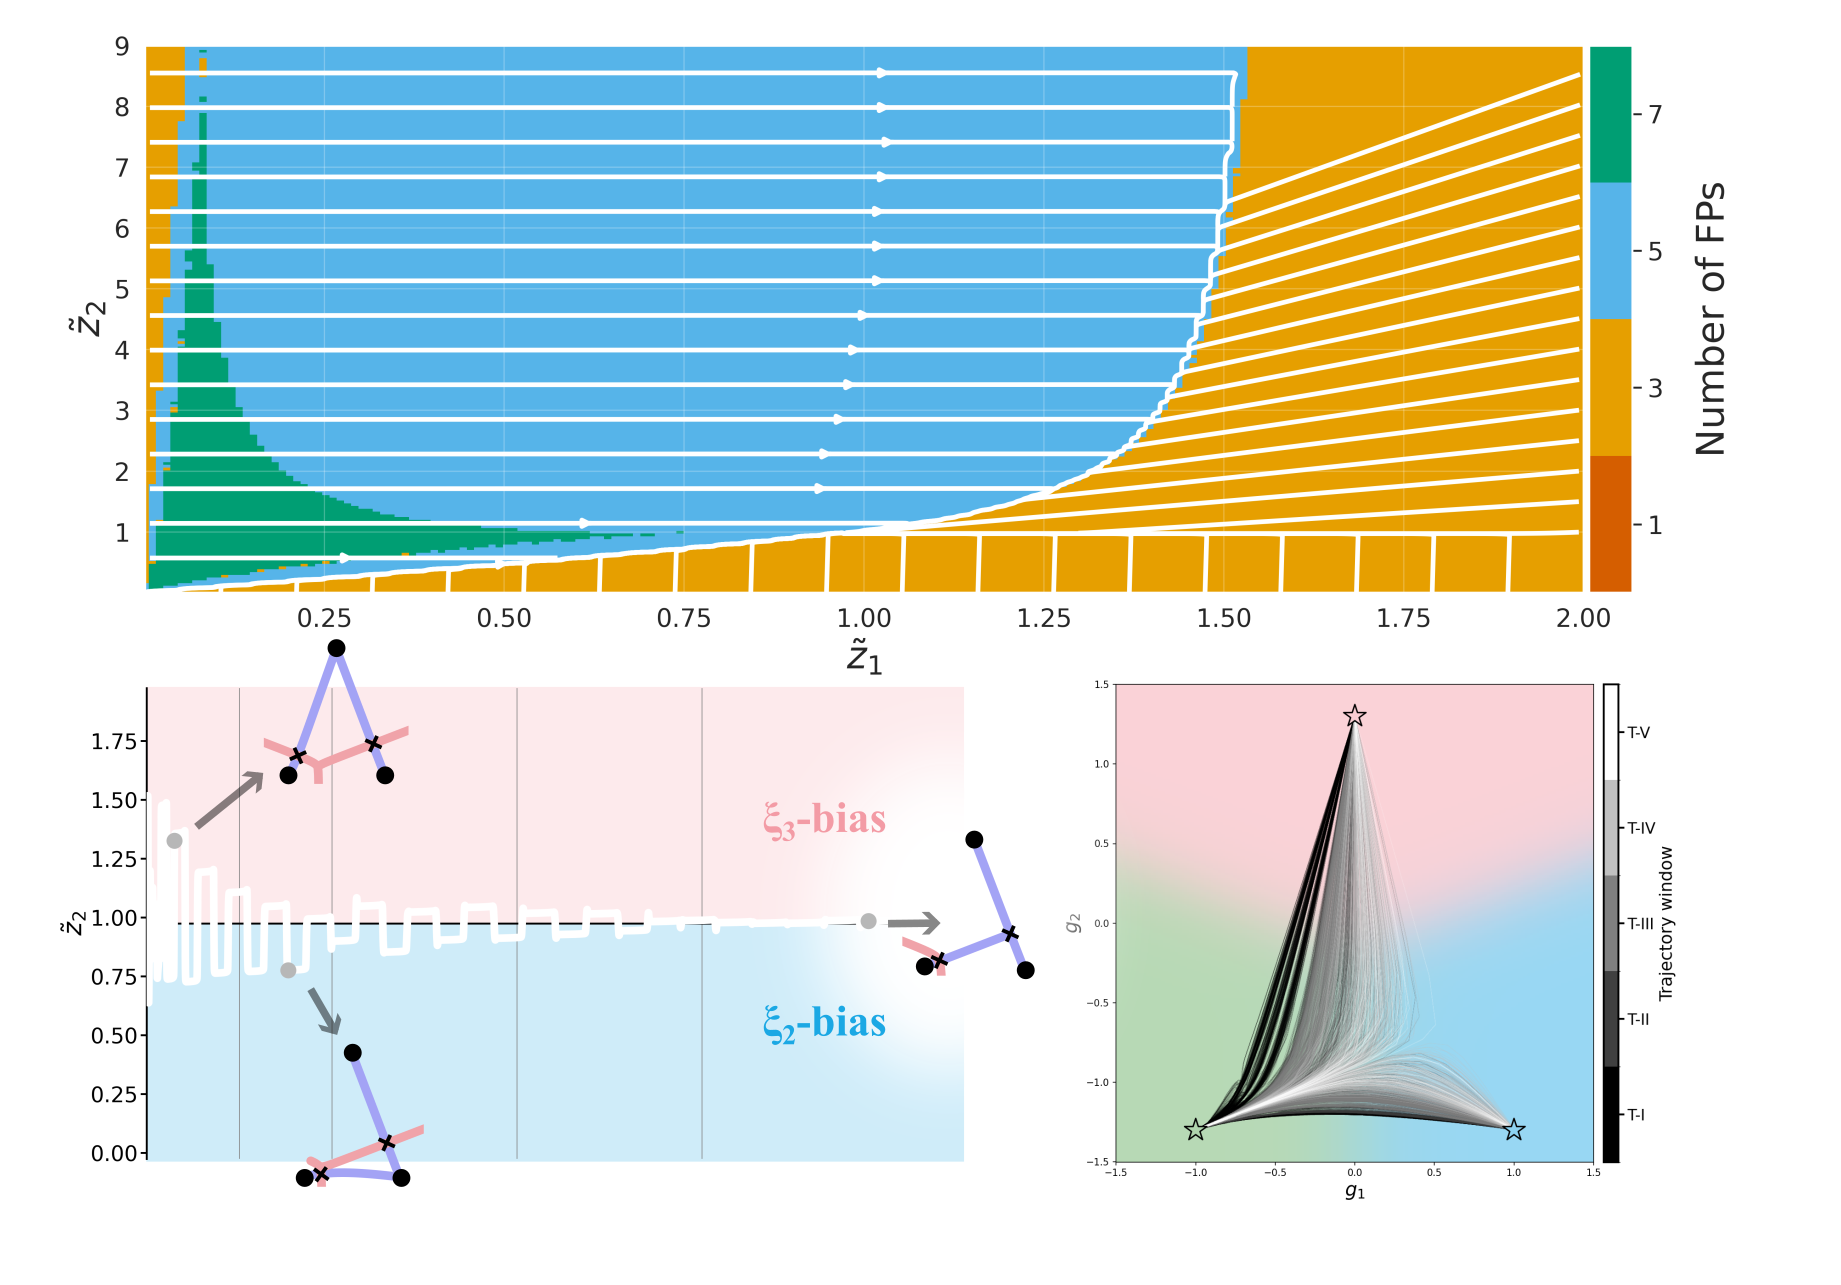 9
8
7
6
5
4
3
2
1
z̃2
0.25 0.50 0.75 1.00 1.25 1.50 1.75 2.00
z̃1
7
5
3
1
Number of FPs
1.75
1.50
1.25
1.00
0.75
0.50
0.25
0.00
z̃2
ξ3-bias
ξ2-bias
1.5
1.0
0.5
0.0
−0.5
−1.0
−1.5
g2
−1.5 −1.0 −0.5 0.0 0.5 1.0 1.5
g1
T-V
T-IV
T-III
T-II
T-I
Trajectory window